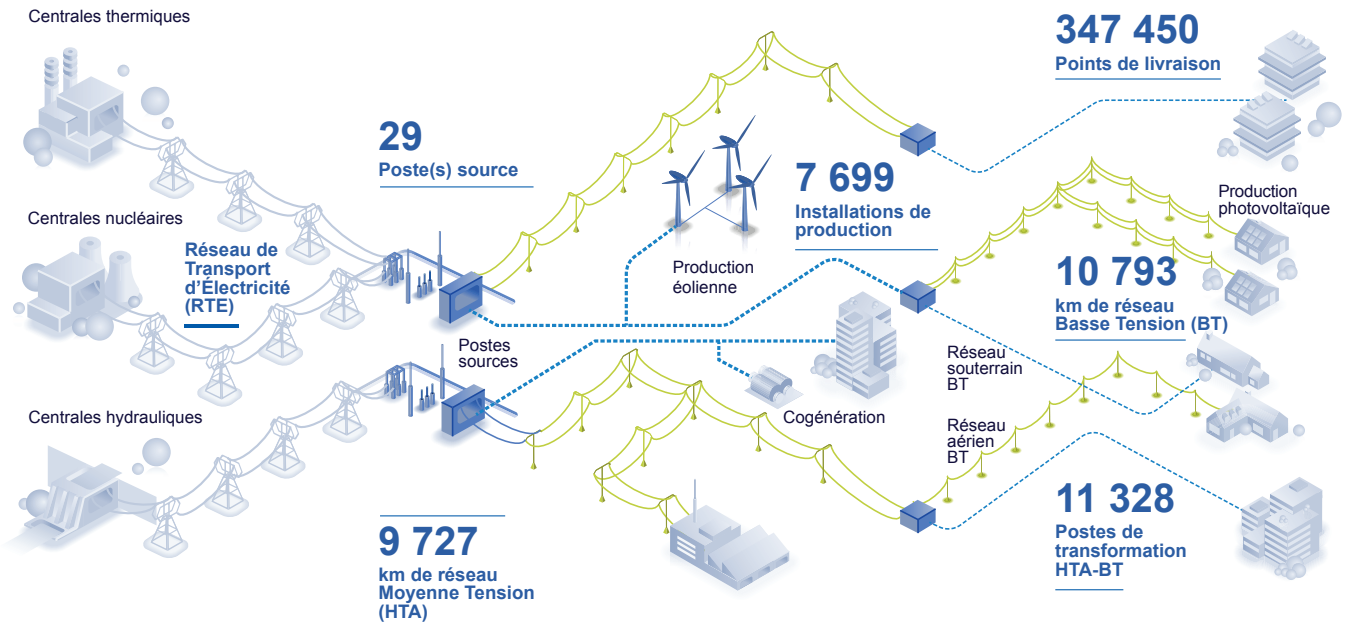 Centrales thermiques
347 450
Points de livraison
29
Poste(s) source
7 699
Installations de
production
Production
photovoltaïque
Centrales nucléaires
Réseau de
Transport
d'Électricité
(RTE)
Production
éolienne
10 793
km de réseau
Basse Tension (BT)
Postes
sources
Réseau
souterrain
BT
Centrales hydrauliques
Cogénération
Réseau
aérien
BT
11 328
Postes de
transformation
HTA-BT
9 727
km de réseau
Moyenne Tension
(HTA)